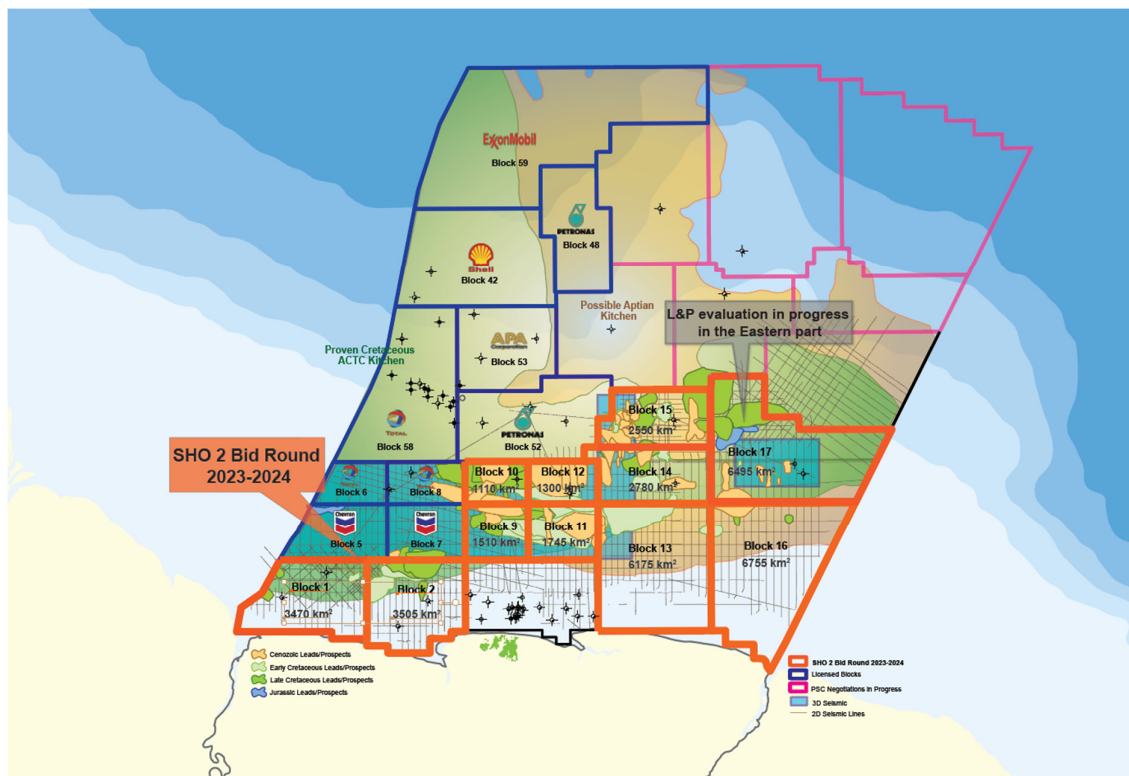 ExxonMobil
Block 59
PETRONAS
Block 48
Shell
Block 42
Possible Aptian
Kitchen
L&P evaluation in progress
in the Eastern part
APA
Corporation
Block 53
Proven Cretaceous
ACTC Kitchen
TOTAL
Block 58
PETRONAS
Block 52
Block 15
2550 km²
SHO 2 Bid Round
2023-2024
Block 6
Block 8
Block 10
1110 km²
Block 12
1300 km²
Block 14
2780 km²
Block 17
6495 km²
Chevron
Block 5
Chevron
Block 7
Block 9
1510 km²
Block 11
1745 km²
Block 13
6175 km²
Block 16
6755 km²
Block 1
3470 km²
Block 2
3505 km²
Cenozoic Leads/Prospects
Early Cretaceous Leads/Prospects
Late Cretaceous Leads/Prospects
Jurassic Leads/Prospects
SHO 2 Bid Round 2023-2024
Licensed Blocks
PSC Negotiations in Progress
3D Seismic
2D Seismic Lines